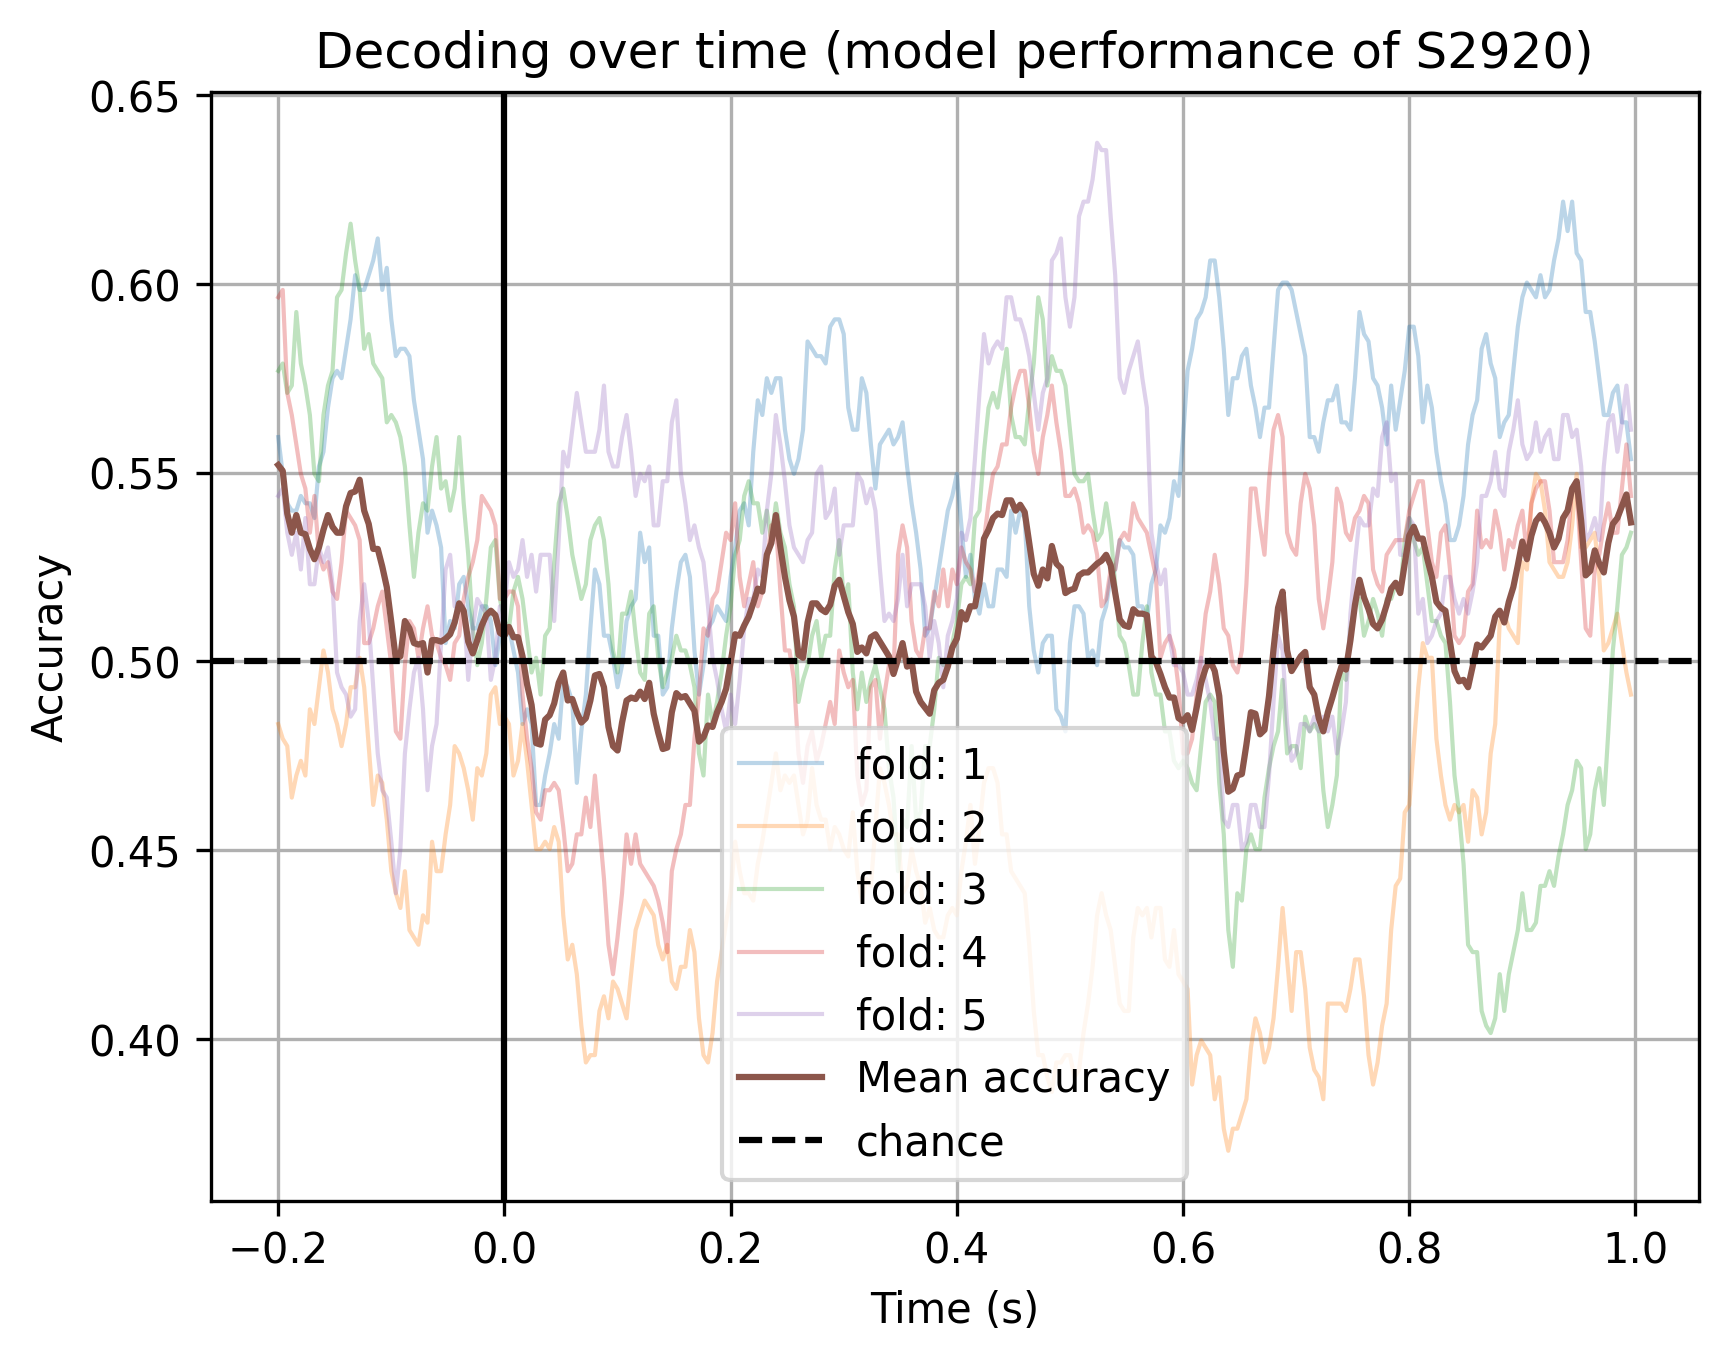 Decoding over time (model performance of S2920)
0.65
0.60
0.55
0.50
0.45
0.40
Accuracy
fold: 1
fold: 2
fold: 3
fold: 4
fold: 5
Mean accuracy
chance
−0.2 0.0 0.2 0.4 0.6 0.8 1.0
Time (s)